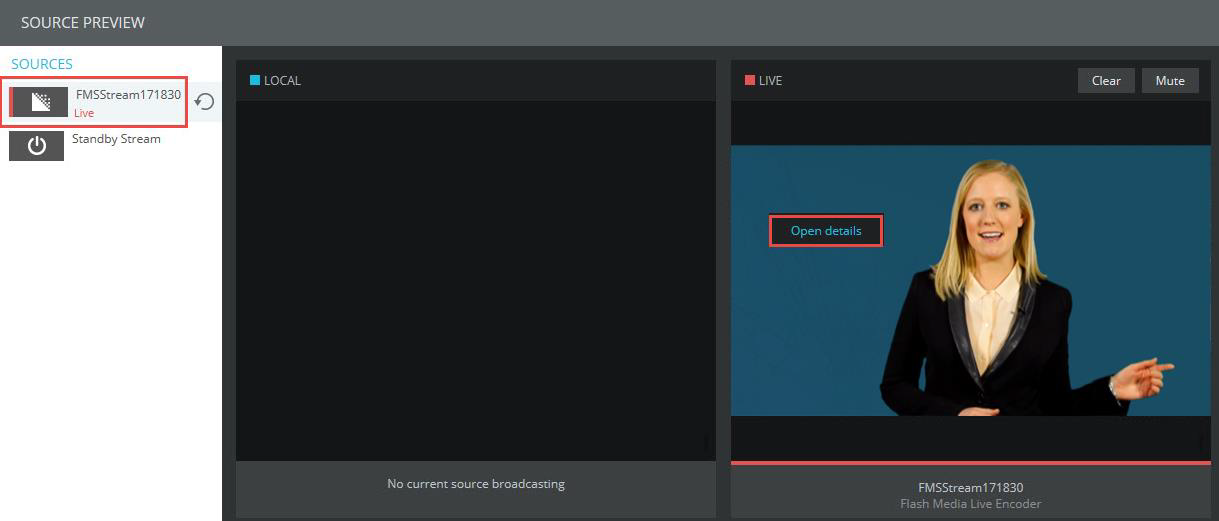 SOURCE PREVIEW
SOURCES
FMSStream171830
Live
Standby Stream
LOCAL
No current source broadcasting
LIVE
Clear
Mute
Open details
FMSStream171830
Flash Media Live Encoder